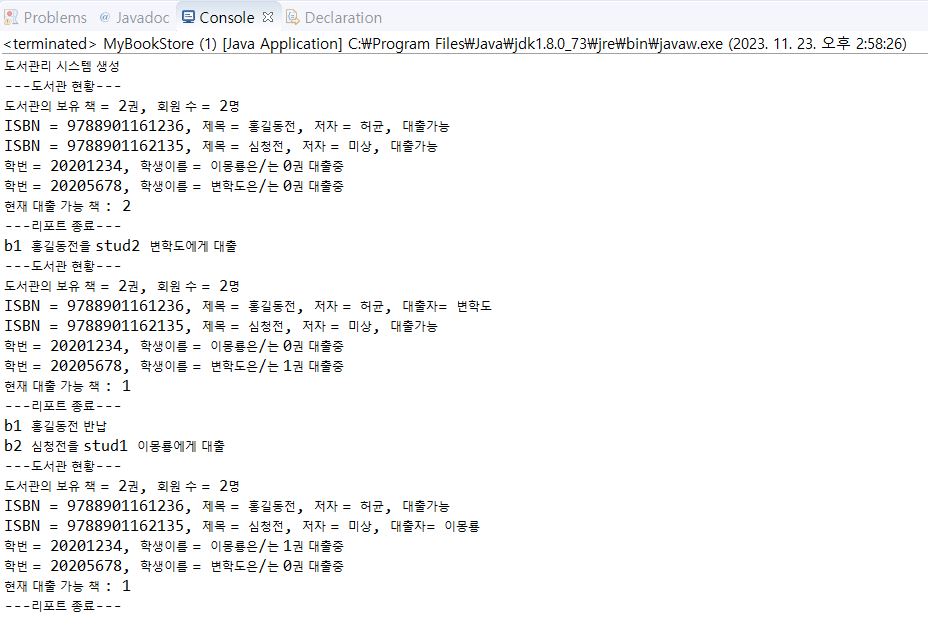 Problems @ Javadoc Console Declaration
<terminated> MyBookStore (1) [Java Application] C:₩Program Files₩Java₩jdk1.8.0_73₩jre₩bin₩javaw.exe (2023. 11. 23. 오후 2:58:26)
도서관리 시스템 생성
---도서관 현황---
도서관의 보유 책 = 2권, 회원 수 = 2명
ISBN = 9788901161236, 제목 = 홍길동전, 저자 = 허균, 대출가능
ISBN = 9788901162135, 제목 = 심청전, 저자 = 미상, 대출가능
학번 = 20201234, 학생이름 = 이몽룡은/는 0권 대출중
학번 = 20205678, 학생이름 = 변학도은/는 0권 대출중
현재 대출 가능 책 : 2
---리포트 종료---
b1 홍길동전을 stud2 변학도에게 대출
---도서관 현황---
도서관의 보유 책 = 2권, 회원 수 = 2명
ISBN = 9788901161236, 제목 = 홍길동전, 저자 = 허균, 대출자= 변학도
ISBN = 9788901162135, 제목 = 심청전, 저자 = 미상, 대출가능
학번 = 20201234, 학생이름 = 이몽룡은/는 0권 대출중
학번 = 20205678, 학생이름 = 변학도은/는 1권 대출중
현재 대출 가능 책 : 1
---리포트 종료---
b1 홍길동전 반납
b2 심청전을 stud1 이몽룡에게 대출
---도서관 현황---
도서관의 보유 책 = 2권, 회원 수 = 2명
ISBN = 9788901161236, 제목 = 홍길동전, 저자 = 허균, 대출가능
ISBN = 9788901162135, 제목 = 심청전, 저자 = 미상, 대출자= 이몽룡
학번 = 20201234, 학생이름 = 이몽룡은/는 1권 대출중
학번 = 20205678, 학생이름 = 변학도은/는 0권 대출중
현재 대출 가능 책 : 1
---리포트 종료---